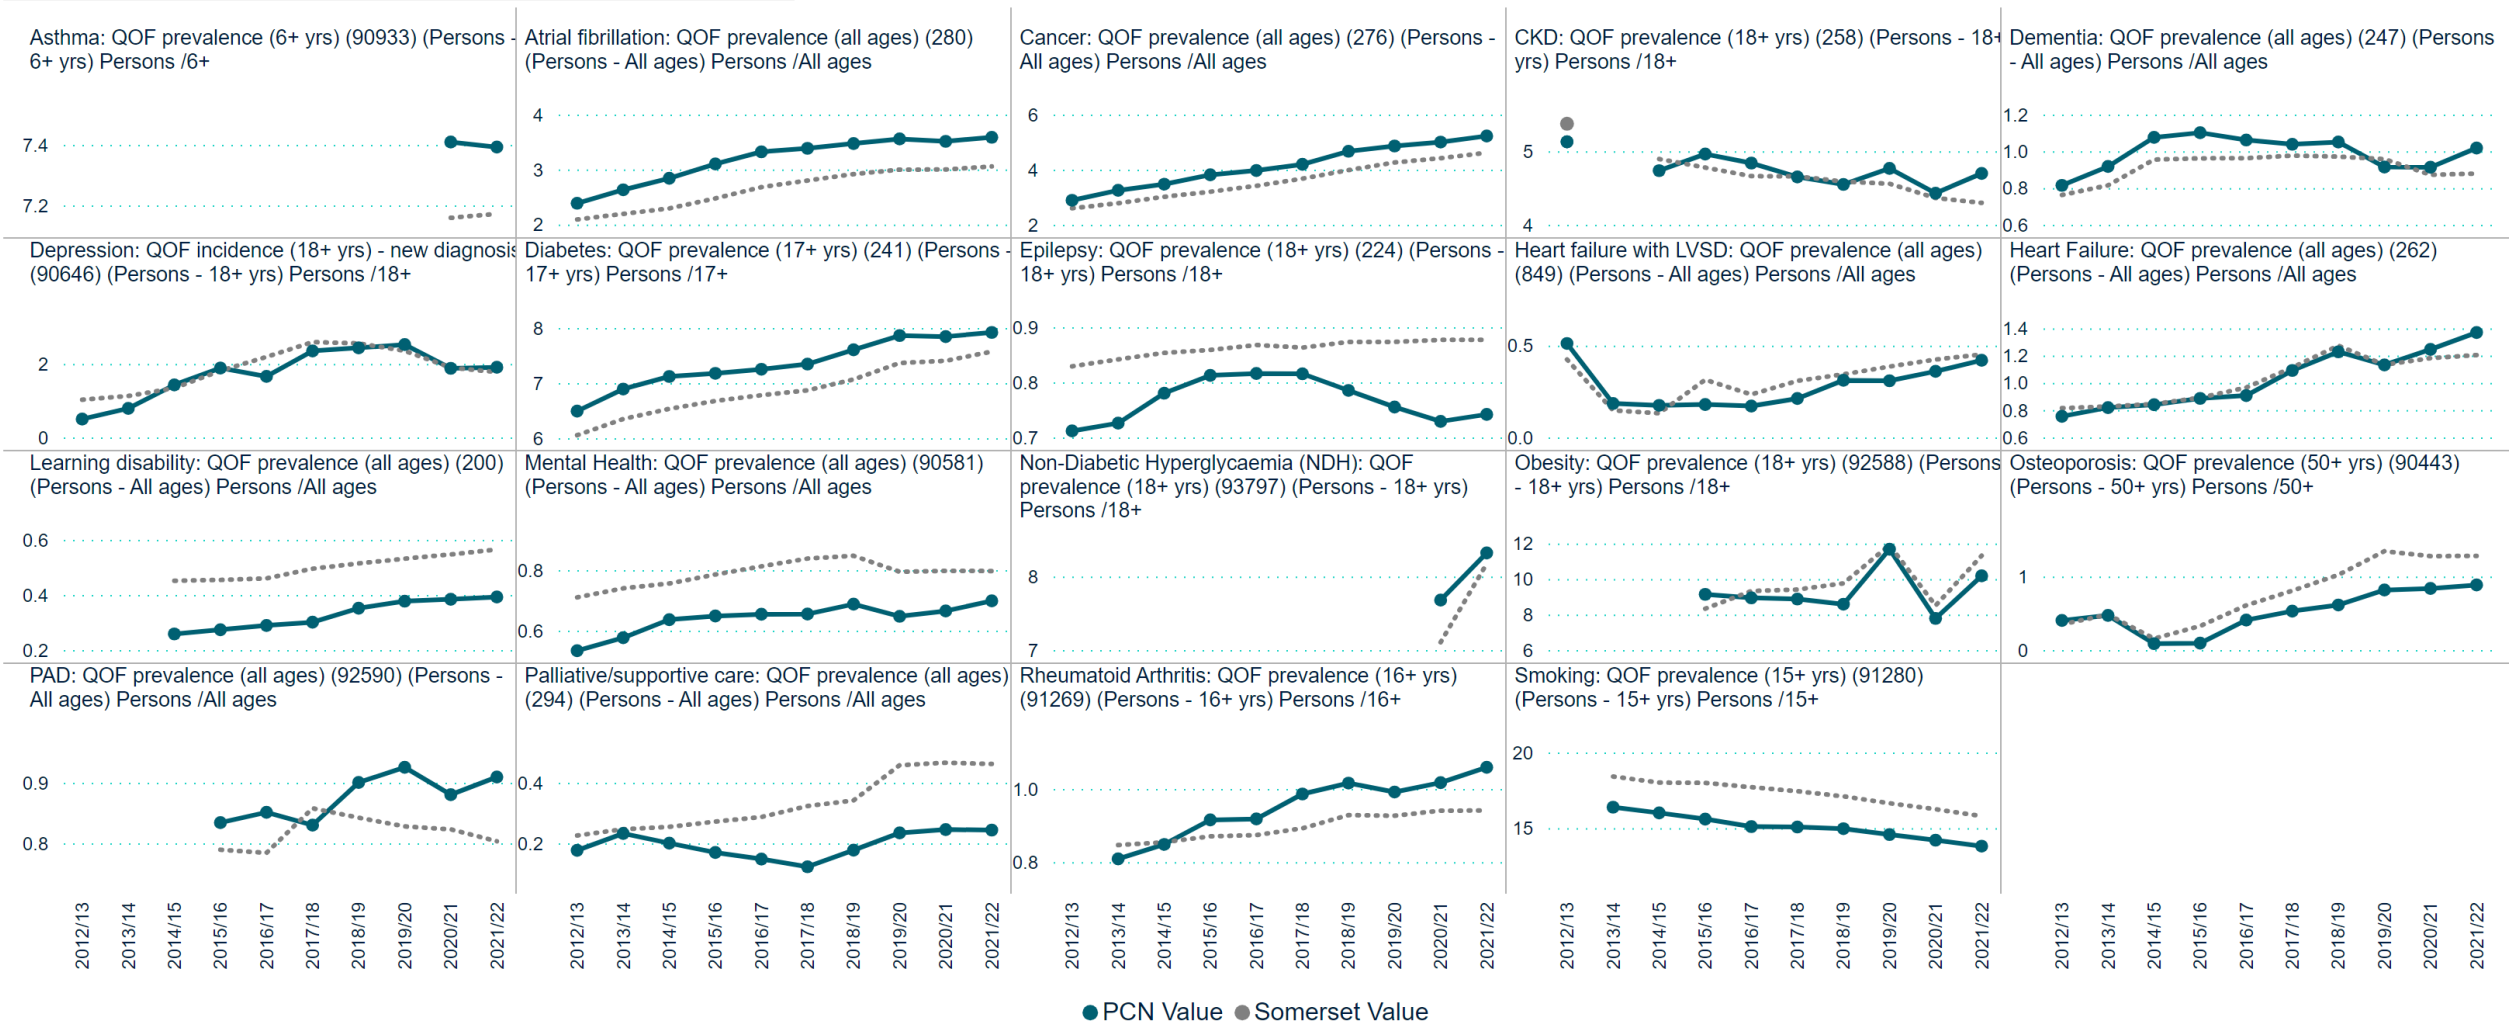 Asthma: QOF prevalence (6+ yrs) (90933) (Persons -
6+ yrs) Persons /6+
7.4
7.2
Atrial fibrillation: QOF prevalence (all ages) (280)
(Persons - All ages) Persons /All ages
4
3
2
Cancer: QOF prevalence (all ages) (276) (Persons -
All ages) Persons /All ages
6
4
2
CKD: QOF prevalence (18+ yrs) (258) (Persons - 18+
yrs) Persons /18+
5
4
Dementia: QOF prevalence (all ages) (247) (Persons
- All ages) Persons /All ages
1.2
1.0
0.8
0.6
Depression: QOF incidence (18+ yrs) - new diagnosis
(90646) (Persons - 18+ yrs) Persons /18+
2
0
Diabetes: QOF prevalence (17+ yrs) (241) (Persons -
17+ yrs) Persons /17+
8
7
6
Epilepsy: QOF prevalence (18+ yrs) (224) (Persons -
18+ yrs) Persons /18+
0.9
0.8
0.7
Heart failure with LVSD: QOF prevalence (all ages)
(849) (Persons - All ages) Persons /All ages
0.5
0.0
Heart Failure: QOF prevalence (all ages) (262)
(Persons - All ages) Persons /All ages
1.4
1.2
1.0
0.8
0.6
Learning disability: QOF prevalence (all ages) (200)
(Persons - All ages) Persons /All ages
0.6
0.4
0.2
Mental Health: QOF prevalence (all ages) (90581)
(Persons - All ages) Persons /All ages
0.8
0.6
Non-Diabetic Hyperglycaemia (NDH): QOF
prevalence (18+ yrs) (93797) (Persons - 18+ yrs)
Persons /18+
8
7
Obesity: QOF prevalence (18+ yrs) (92588) (Persons
- 18+ yrs) Persons /18+
12
10
8
6
Osteoporosis: QOF prevalence (50+ yrs) (90443)
(Persons - 50+ yrs) Persons /50+
1
0
PAD: QOF prevalence (all ages) (92590) (Persons -
All ages) Persons /All ages
0.9
0.8
Palliative/supportive care: QOF prevalence (all ages)
(294) (Persons - All ages) Persons /All ages
0.4
0.2
Rheumatoid Arthritis: QOF prevalence (16+ yrs)
(91269) (Persons - 16+ yrs) Persons /16+
1.0
0.8
Smoking: QOF prevalence (15+ yrs) (91280)
(Persons - 15+ yrs) Persons /15+
20
15
2012/13 2013/14 2014/15 2015/16 2016/17 2017/18 2018/19 2019/20 2020/21 2021/22
2012/13 2013/14 2014/15 2015/16 2016/17 2017/18 2018/19 2019/20 2020/21 2021/22
2012/13 2013/14 2014/15 2015/16 2016/17 2017/18 2018/19 2019/20 2020/21 2021/22
2012/13 2013/14 2014/15 2015/16 2016/17 2017/18 2018/19 2019/20 2020/21 2021/22
2012/13 2013/14 2014/15 2015/16 2016/17 2017/18 2018/19 2019/20 2020/21 2021/22
PCN Value Somerset Value